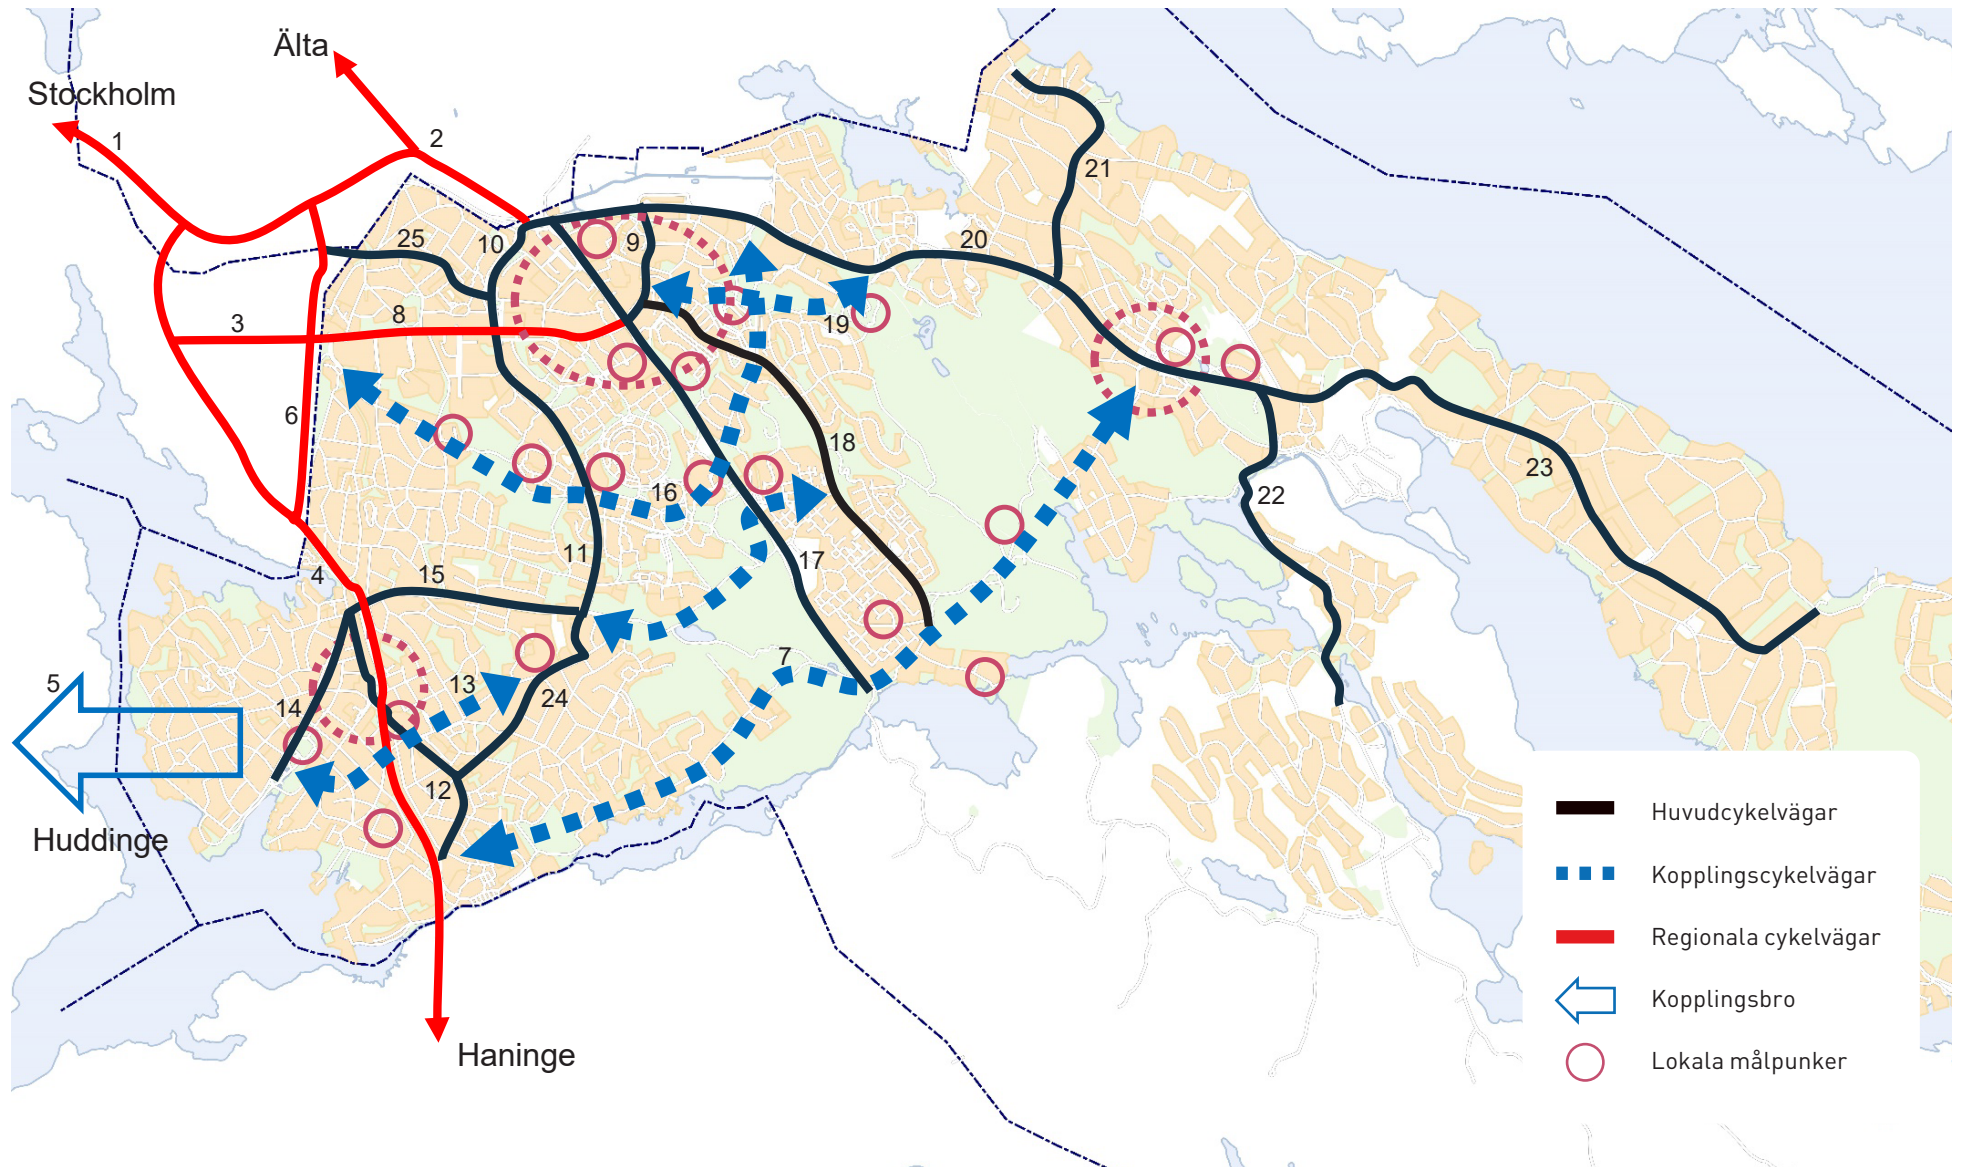 Älta
Stockholm
1
2
21
25
10
9
20
3
8
19
6
18
16
23
22
11
17
4
15
7
5
13
14
24
12
Huddinge
Haninge
Huvudcykelvägar
Kopplingscykelvägar
Regionala cykelvägar
Kopplingsbro
Lokala målpunker